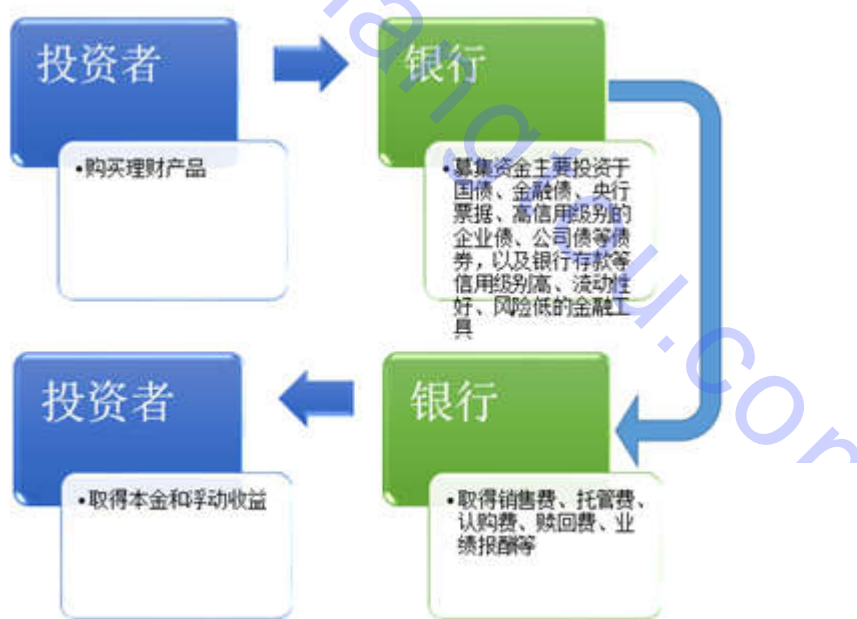 投资者
银行
•购买理财产品
•募集资金主要投资于
国债、金融债、央行
票据、高信用级别的
企业债、公司债等债
券，以及银行存款等
信用级别高、流动性
好、风险低的金融工
具
投资者
银行
•取得本金和浮动收益
•取得销售费、托管费、
认购费、赎回费、业
绩报酬等